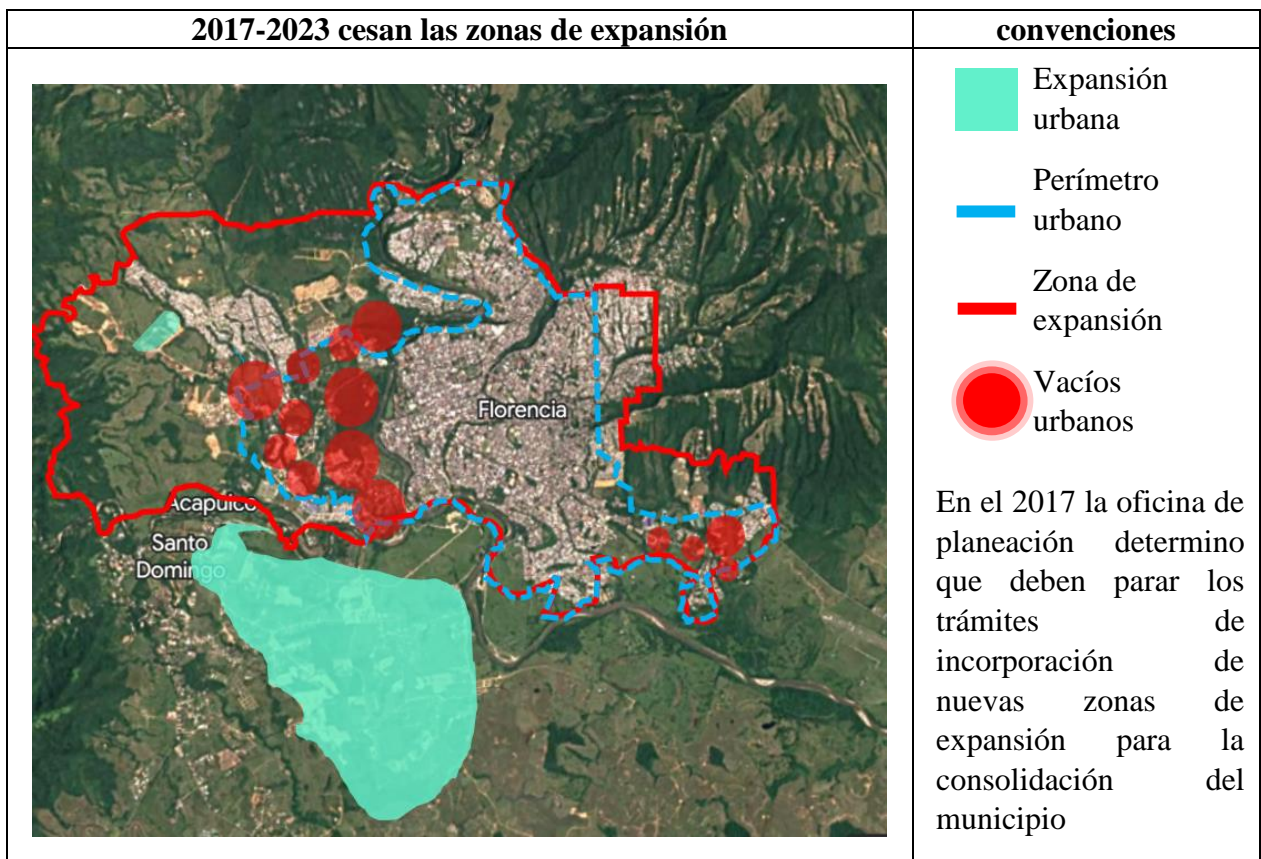 2017-2023 cesan las zonas de expansión
convenciones
Florencia
Acapulco
Santo
Domingo
Expansión
urbana
Perímetro
urbano
Zona de
expansión
Vacíos
urbanos
En el 2017 la oficina de
planeación determino
que deben parar los
trámites de
incorporación de
nuevas zonas de
expansión para la
consolidación del
municipio